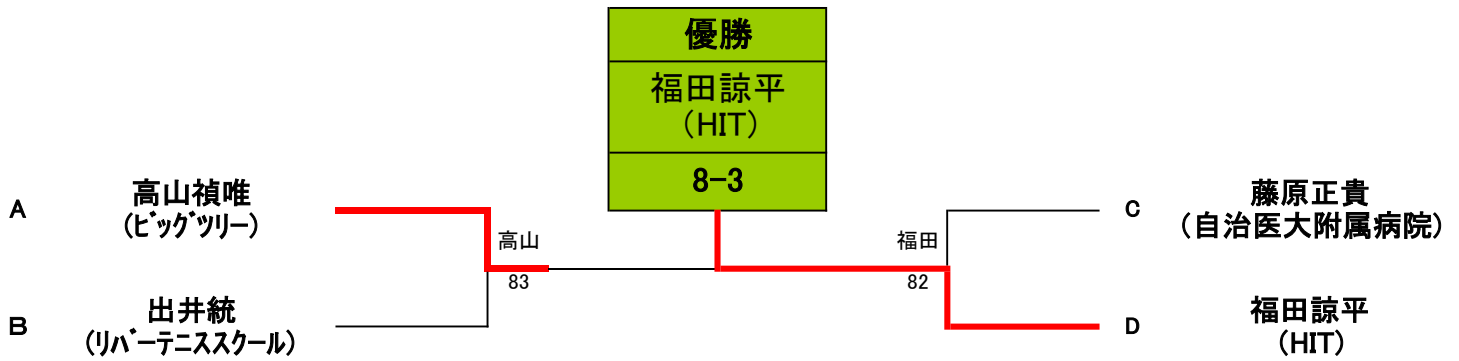 優勝
福田諒平
(HIT)
8-3
A
高山禎唯
(ﾋﾞｯｸﾞﾂﾘｰ)
高山
83
B
出井統
(ﾘﾊﾞｰﾃﾆｽｽｸｰﾙ)
C
藤原正貴
(自治医大附属病院)
福田
82
D
福田諒平
(HIT)